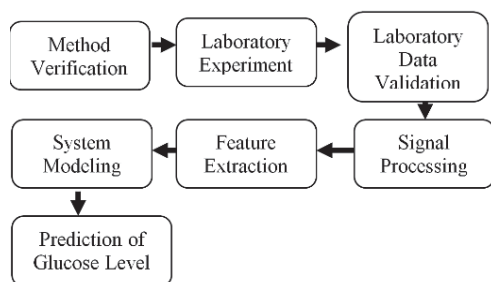 Method
Verification
Laboratory
Experiment
Laboratory
Data
Validation
Signal
Processing
Feature
Extraction
System
Modeling
Prediction of
Glucose Level